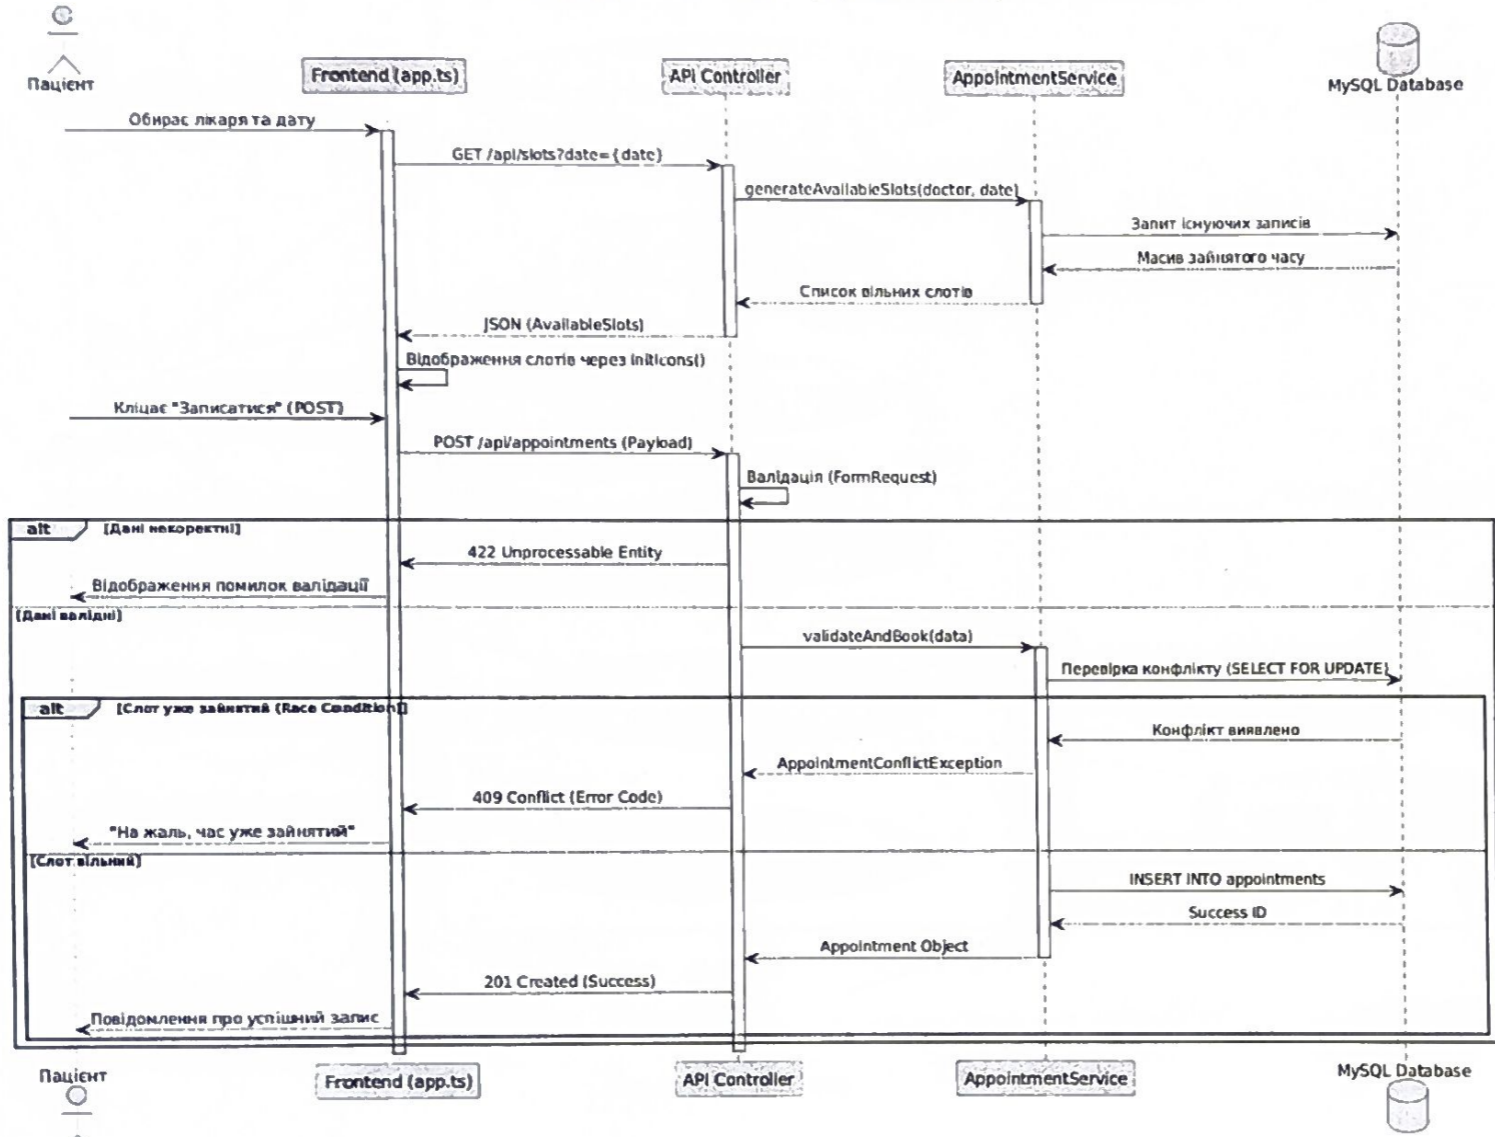 Пацієнт
Frontend (app.ts)
API Controller
AppointmentService
MySQL Database
Обирає лікаря та дату
GET /api/slots?date={date}
generateAvailableSlots(doctor, date)
Запит існуючих записів
Масив зайнятого часу
Список вільних слотів
JSON (AvailableSlots)
Відображення слотів через initIcons()
Клікає "Записатися" (POST)
POST /api/appointments (Payload)
Валідація (FormRequest)
alt [Дані некоректні]
422 Unprocessable Entity
Відображення помилок валідації
[Дані валідні]
validateAndBook(data)
Перевірка конфлікту (SELECT FOR UPDATE)
alt [Слот уже зайнятий (Race Condition)]
Конфлікт виявлено
AppointmentConflictException
409 Conflict (Error Code)
"На жаль, час уже зайнятий"
[Слот вільний]
INSERT INTO appointments
Success ID
Appointment Object
201 Created (Success)
Повідомлення про успішний запис
Пацієнт
Frontend (app.ts)
API Controller
AppointmentService
MySQL Database